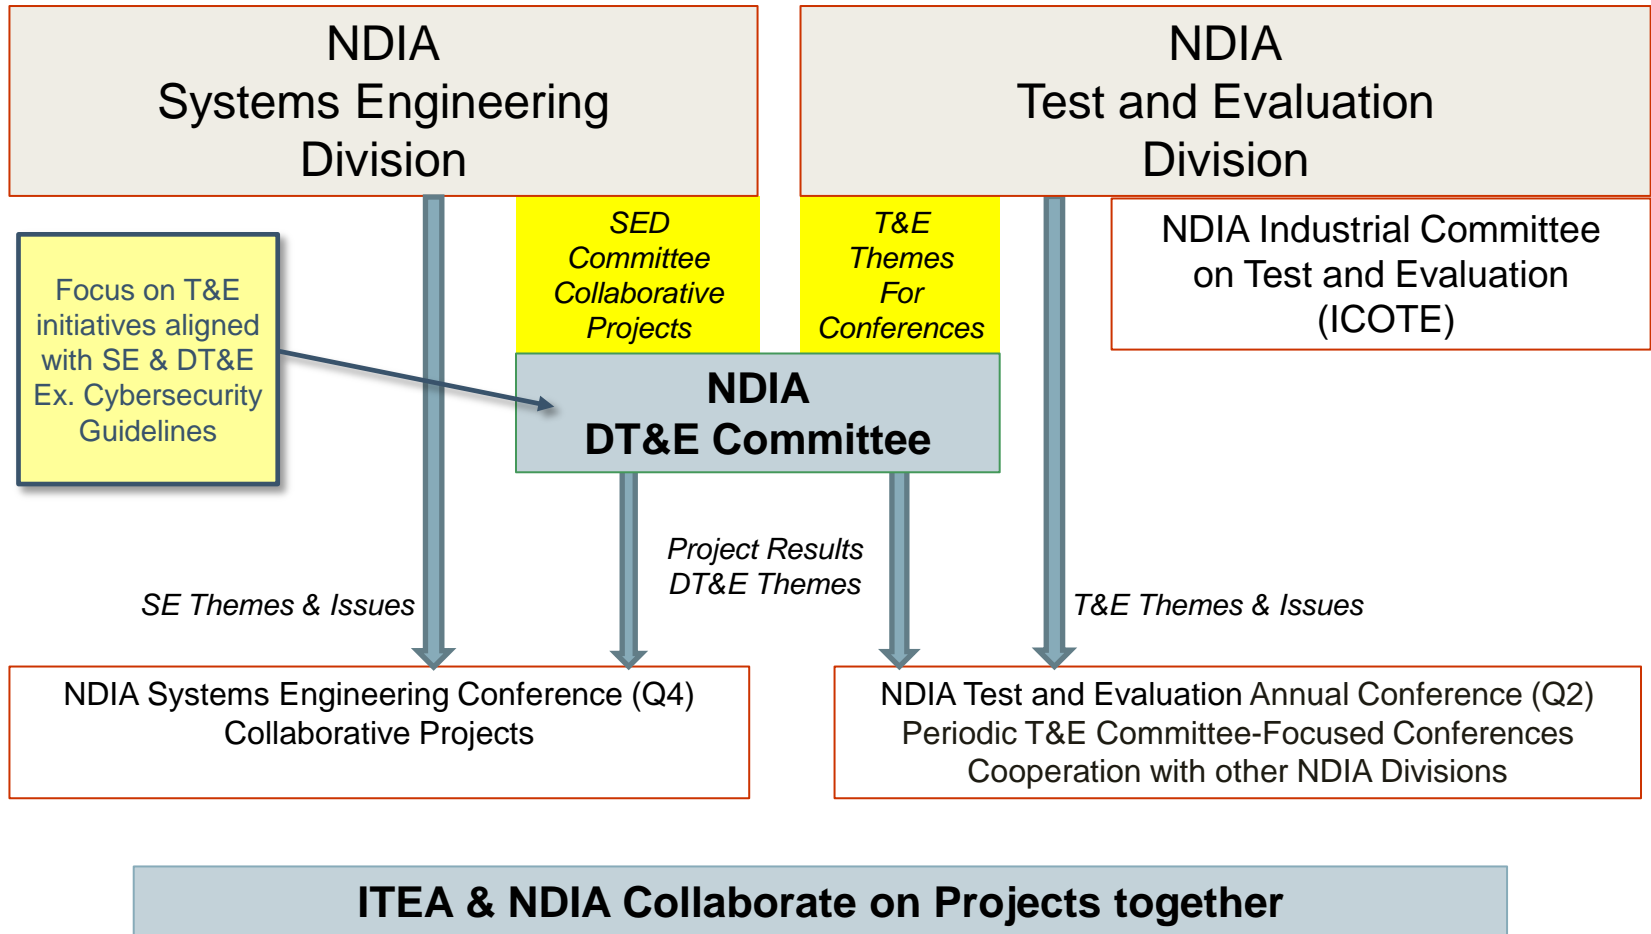 NDIA
Systems Engineering
Division
NDIA
Test and Evaluation
Division
SED
Committee
Collaborative
Projects
T&E
Themes
For
Conferences
NDIA Industrial Committee
on Test and Evaluation
(ICOTE)
Focus on T&E
initiatives aligned
with SE & DT&E
Ex. Cybersecurity
Guidelines
NDIA
DT&E Committee
Project Results
DT&E Themes
SE Themes & Issues
T&E Themes & Issues
NDIA Systems Engineering Conference (Q4)
Collaborative Projects
NDIA Test and Evaluation Annual Conference (Q2)
Periodic T&E Committee-Focused Conferences
Cooperation with other NDIA Divisions
ITEA & NDIA Collaborate on Projects together